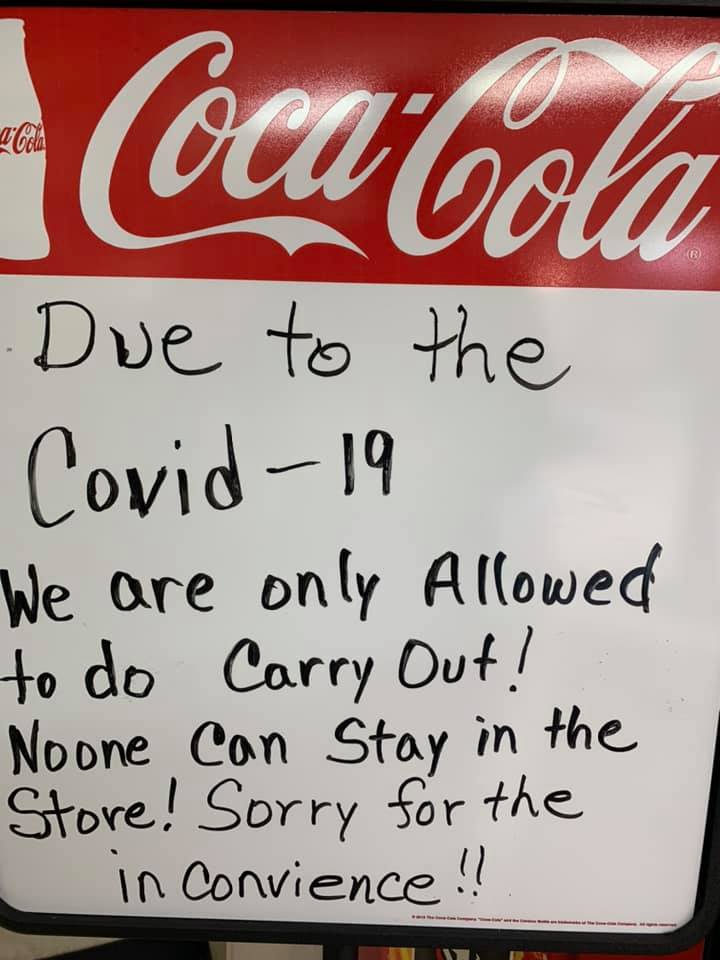 Coca-Cola
a-Cola
®
Due to the
Covid-19
We are only Allowed
to do Carry Out!
Noone Can Stay in the
Store! Sorry for the
in convience!!